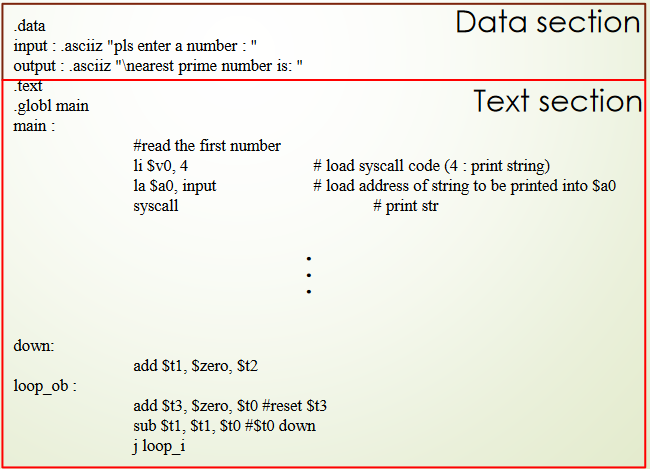 Data section
.data
input : .asciiz "pls enter a number : "
output : .asciiz "\nearest prime number is: "
Text section
.text
.globl main
main :
#read the first number
li $v0, 4 # load syscall code (4 : print string)
la $a0, input # load address of string to be printed into $a0
syscall # print str
down:
add $t1, $zero, $t2
loop_ob :
add $t3, $zero, $t0 #reset $t3
sub $t1, $t1, $t0 #$t0 down
j loop_i